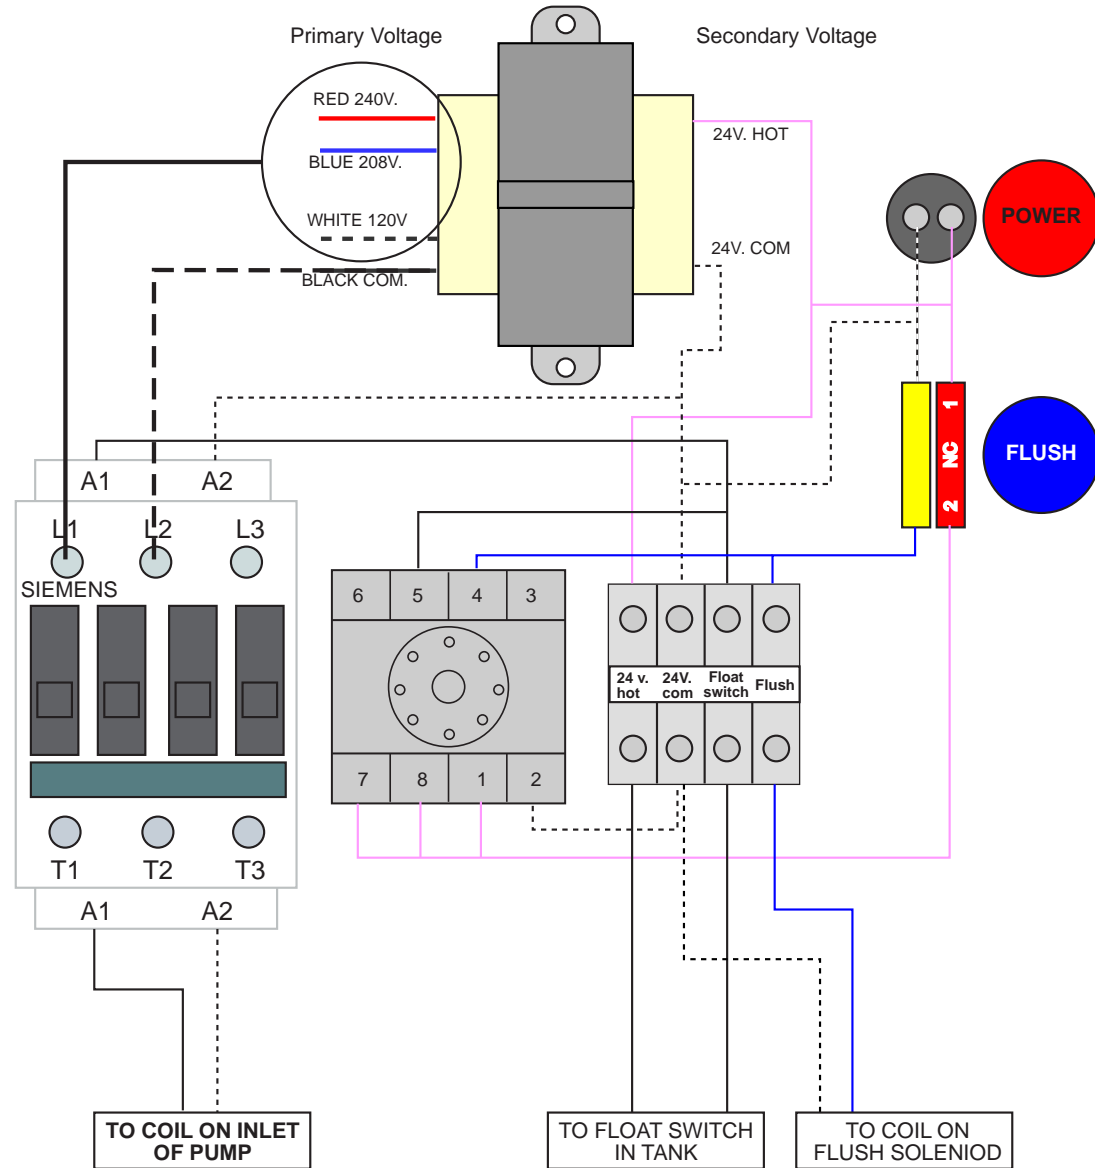 Primary Voltage
Secondary Voltage
RED 240V.
24V. HOT
BLUE 208V.
POWER
WHITE 120V
24V. COM
BLACK COM.
1
NC
2
FLUSH
A1
A2
L1
L2
L3
SIEMENS
6
5
4
3
24 v.
hot
24V.
com
Float
switch
Flush
7
8
1
2
T1
T2
T3
A1
A2
TO COIL ON INLET
OF PUMP
TO FLOAT SWITCH
IN TANK
TO COIL ON
FLUSH SOLENIOD